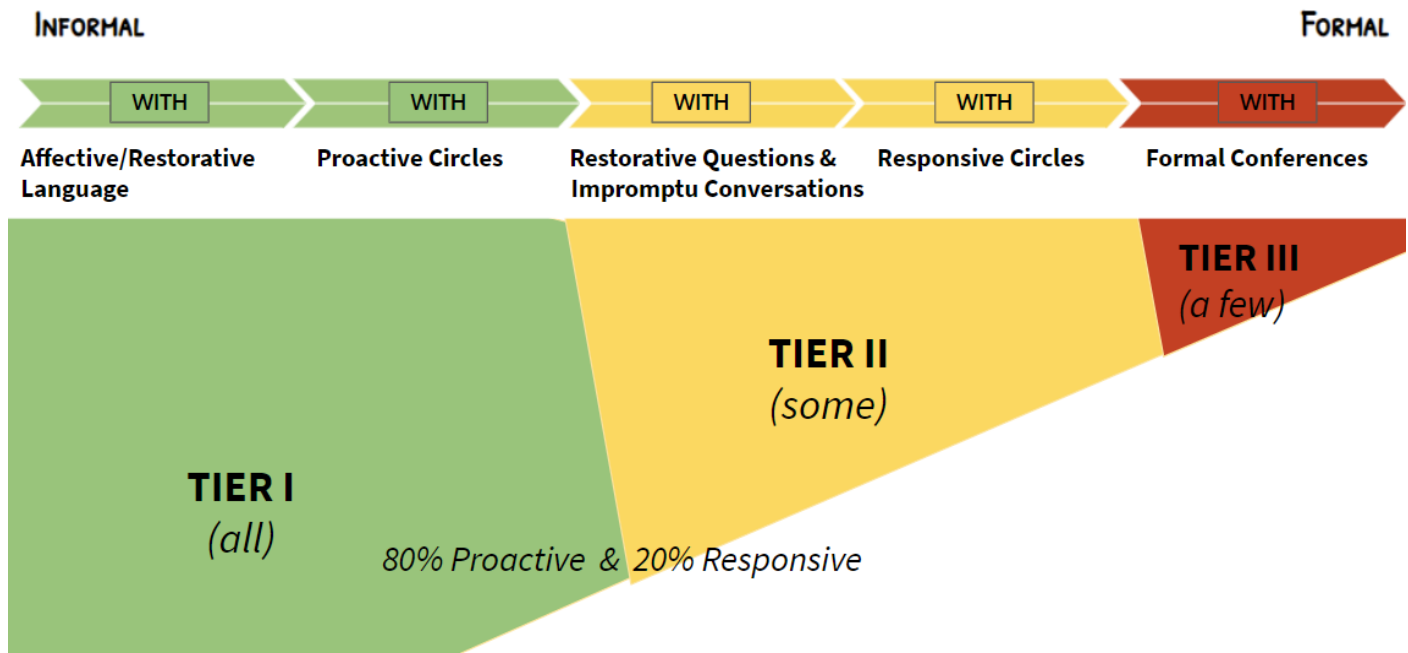 INFORMAL
FORMAL
WITH
WITH
WITH
WITH
WITH
Affective/Restorative
Language
Proactive Circles
Restorative Questions &
Impromptu Conversations
Responsive Circles
Formal Conferences
TIER I
(all)
TIER II
(some)
TIER III
(a few)
80% Proactive & 20% Responsive